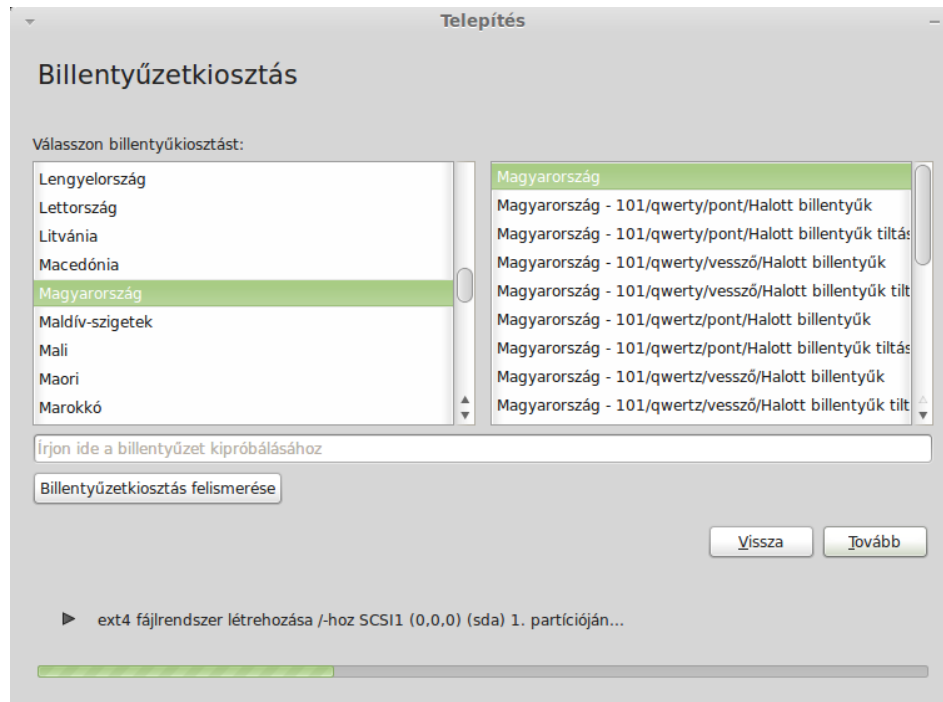 Telepítés
Billentyűzetkiosztás
Válasszon billentyűkiosztást:
Lengyelország
Lettország
Litvánia
Macedónia
Magyarország
Maldív-szigetek
Mali
Maori
Marokkó
Magyarország
Magyarország - 101/qwerty/pont/Halott billentyűk
Magyarország - 101/qwerty/pont/Halott billentyűk tiltás
Magyarország - 101/qwerty/vessző/Halott billentyűk
Magyarország - 101/qwerty/vessző/Halott billentyűk tilt
Magyarország - 101/qwertz/pont/Halott billentyűk
Magyarország - 101/qwertz/pont/Halott billentyűk tiltás
Magyarország - 101/qwertz/vessző/Halott billentyűk
Magyarország - 101/qwertz/vessző/Halott billentyűk tilt
Írjon ide a billentyűzet kipróbálásához
Billentyűzetkiosztás felismerése
Vissza
Tovább
ext4 fájlrendszer létrehozása /-hoz SCSI1 (0,0,0) (sda) 1. partícióján...